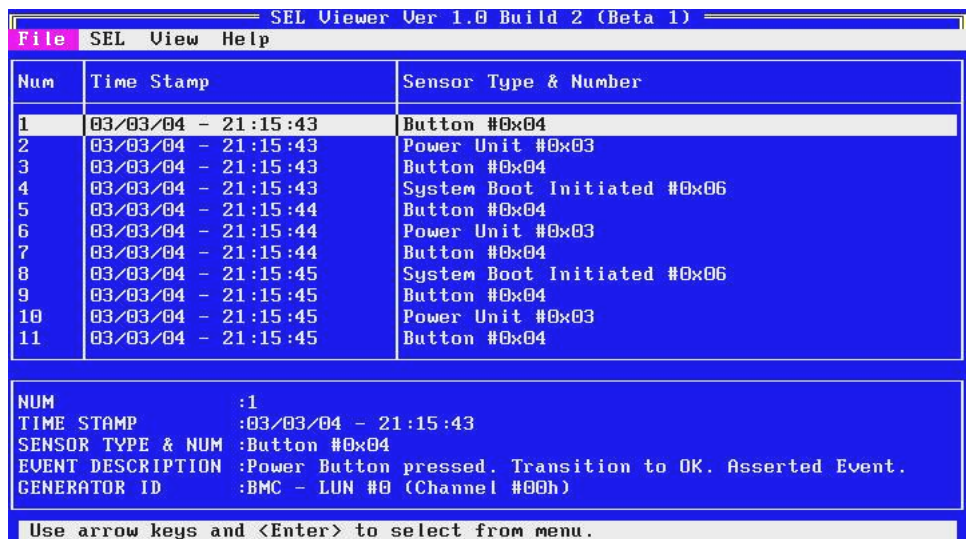 SEL Viewer Ver 1.0 Build 2 (Beta 1)
File SEL View Help
Num Time Stamp Sensor Type & Number
1 03/03/04 - 21:15:43 Button #0x04
2 03/03/04 - 21:15:43 Power Unit #0x03
3 03/03/04 - 21:15:43 Button #0x04
4 03/03/04 - 21:15:43 System Boot Initiated #0x06
5 03/03/04 - 21:15:44 Button #0x04
6 03/03/04 - 21:15:44 Power Unit #0x03
7 03/03/04 - 21:15:44 Button #0x04
8 03/03/04 - 21:15:45 System Boot Initiated #0x06
9 03/03/04 - 21:15:45 Button #0x04
10 03/03/04 - 21:15:45 Power Unit #0x03
11 03/03/04 - 21:15:45 Button #0x04
NUM :1
TIME STAMP :03/03/04 - 21:15:43
SENSOR TYPE & NUM :Button #0x04
EVENT DESCRIPTION :Power Button pressed. Transition to OK. Asserted Event.
GENERATOR ID :BMC - LUN #0 (Channel #00h)
Use arrow keys and <Enter> to select from menu.